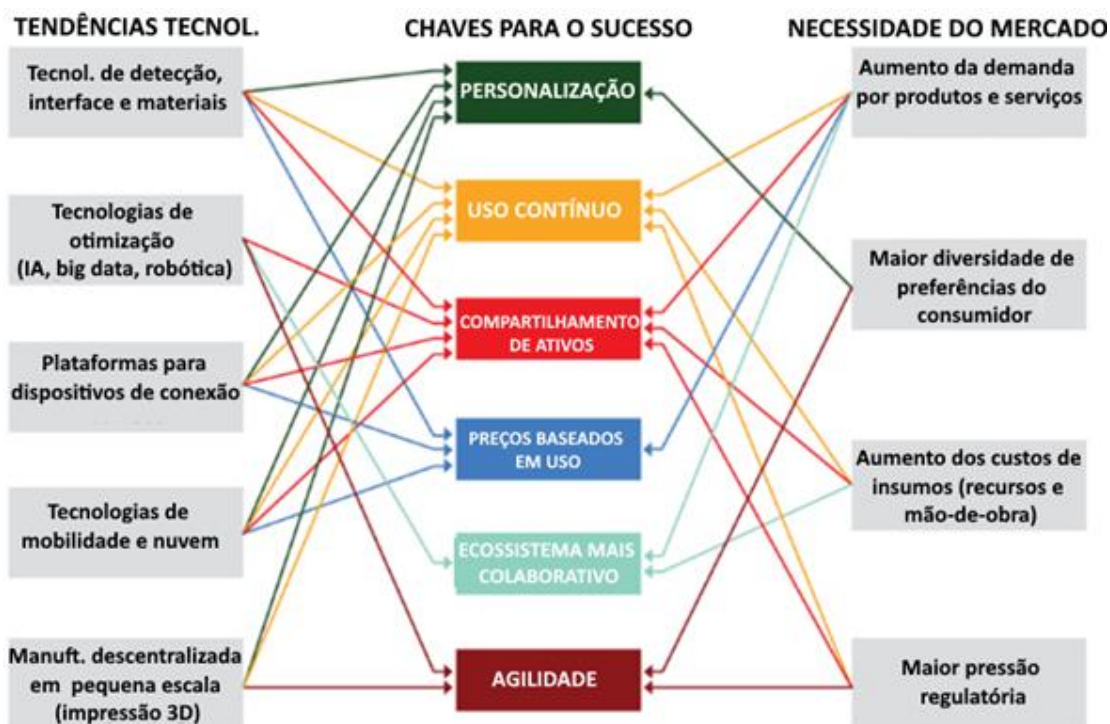 TENDÊNCIAS TECNOL.
Tecnol. de detecção,
interface e materiais
Tecnologias de
otimização
(IA, big data, robótica)
Plataformas para
dispositivos de conexão
Tecnologias de
mobilidade e nuvem
Manuft. descentralizada
em pequena escala
(impressão 3D)
CHAVES PARA O SUCESSO
PERSONALIZAÇÃO
USO CONTÍNUO
COMPARTILHAMENTO
DE ATIVOS
PREÇOS BASEADOS
EM USO
ECOSSISTEMA MAIS
COLABORATIVO
AGILIDADE
NECESSIDADE DO MERCADO
Aumento da demanda
por produtos e serviços
Maior diversidade de
preferências do
consumidor
Aumento dos custos de
insumos (recursos e
mão-de-obra)
Maior pressão
regulatória